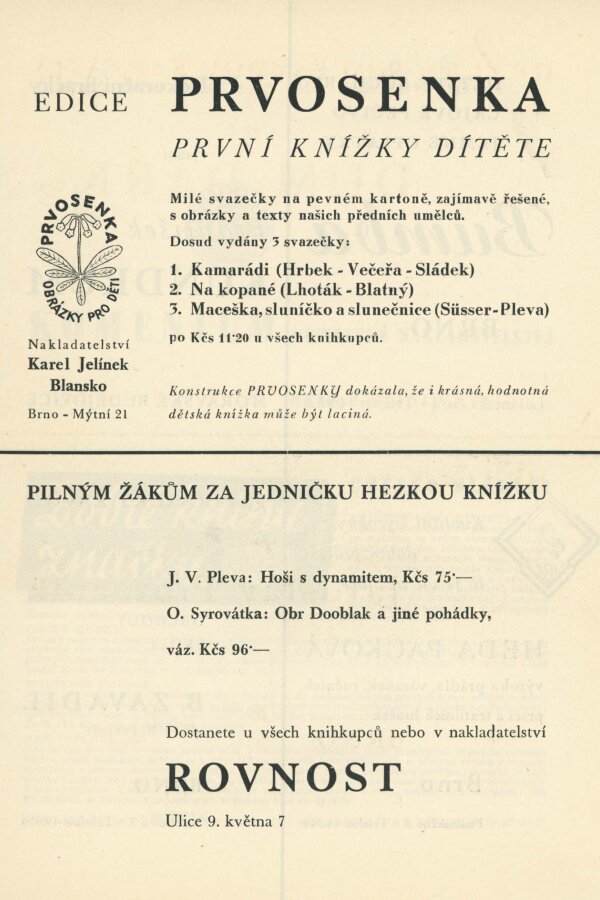 EDICE PRVOSENKA
PRVNÍ KNÍŽKY DÍTĚTE
Milé svazečky na pevném kartoně, zajímavě řešené,
s obrázky a texty našich předních umělců.
Dosud vydány 3 svazečky:
1. Kamarádi (Hrbek - Večeřa - Sládek)
2. Na kopané (Lhoták - Blatný)
3. Maceška, sluníčko a slunečnice (Süsser-Pleva)
po Kčs 11·20 u všech knihkupců.
PRVOSENKA
OBRÁZKY PRO DĚTI
Nakladatelství
Karel Jelínek
Blansko
Brno - Mýtní 21
Konstrukce PRVOSENKY dokázala, že i krásná, hodnotná
dětská knížka může být laciná.
PILNÝM ŽÁKŮM ZA JEDNIČKU HEZKOU KNÍŽKU
J. V. Pleva: Hoši s dynamitem, Kčs 75·—
O. Syrovátka: Obr Dooblak a jiné pohádky,
váz. Kčs 96·—
Dostanete u všech knihkupců nebo v nakladatelství
ROVNOST
Ulice 9. května 7